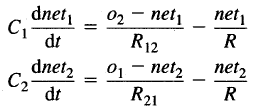 C₁ dnet₁/dt = (o₂ − net₁)/R₁₂ − net₁/R
C₂ dnet₂/dt = (o₁ − net₂)/R₂₁ − net₂/R